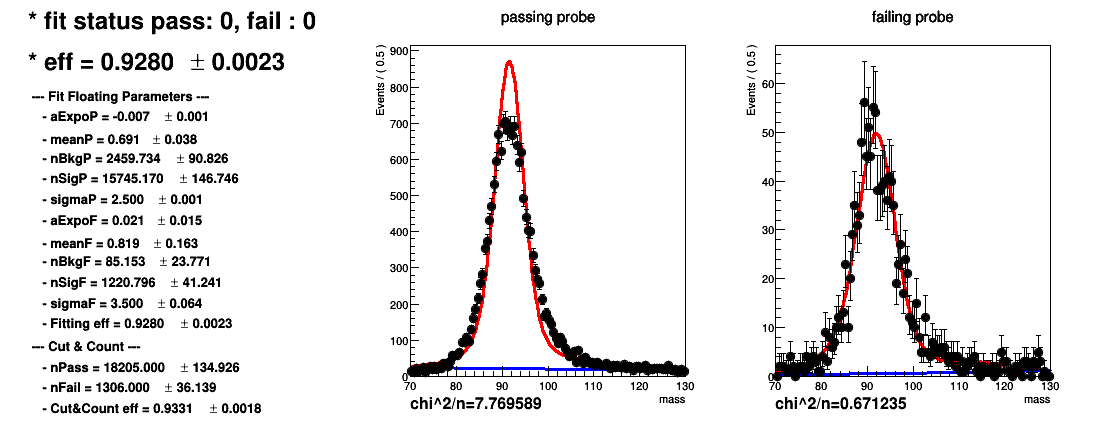 * fit status pass: 0, fail : 0
* eff = 0.9280 ± 0.0023
--- Fit Floating Parameters ---
- aExpoP = -0.007 ± 0.001
- meanP = 0.691 ± 0.038
- nBkgP = 2459.734 ± 90.826
- nSigP = 15745.170 ± 146.746
- sigmaP = 2.500 ± 0.001
- aExpoF = 0.021 ± 0.015
- meanF = 0.819 ± 0.163
- nBkgF = 85.153 ± 23.771
- nSigF = 1220.796 ± 41.241
- sigmaF = 3.500 ± 0.064
- Fitting eff = 0.9280 ± 0.0023
--- Cut & Count ---
- nPass = 18205.000 ± 134.926
- nFail = 1306.000 ± 36.139
- Cut&Count eff = 0.9331 ± 0.0018
passing probe
Events / ( 0.5 )
900
800
700
600
500
400
300
200
100
0
70 80 90 100 110 120 130
mass
chi^2/n=7.769589
failing probe
Events / ( 0.5 )
60
50
40
30
20
10
0
70 80 90 100 110 120 130
mass
chi^2/n=0.671235